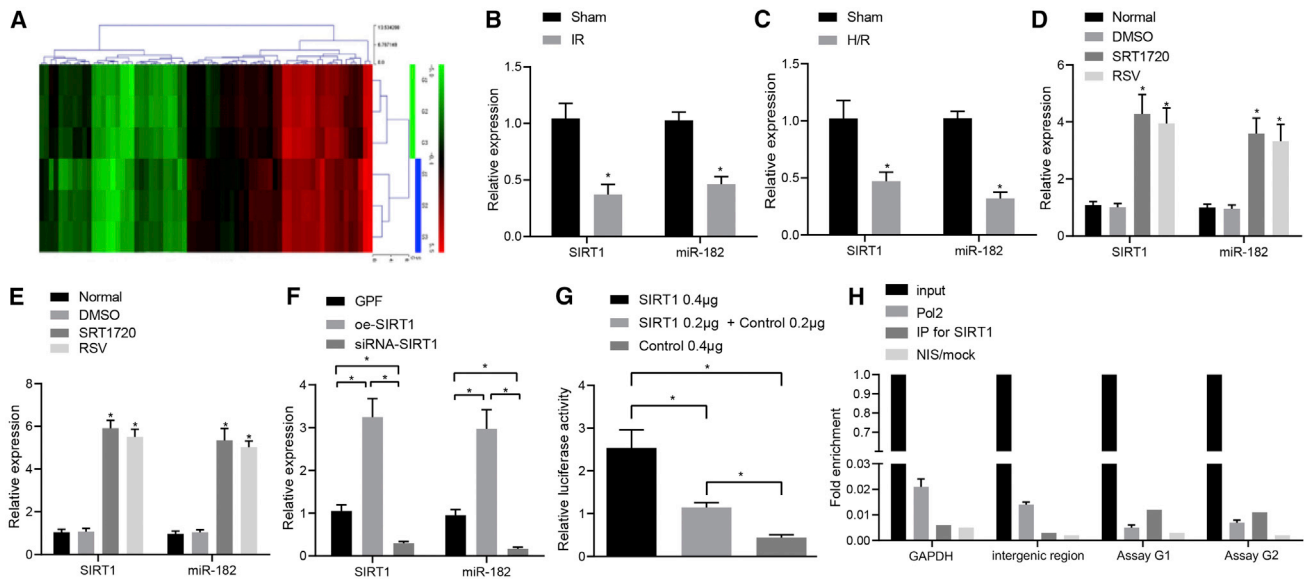 A
13.534298
6.767149
0.0
B
Sham
IR
Relative expression
1.5
1.0
0.5
0.0
*
*
SIRT1
miR-182
C
Sham
H/R
Relative expression
1.5
1.0
0.5
0.0
*
*
SIRT1
miR-182
D
Normal
DMSO
SRT1720
RSV
Relative expression
6
4
2
0
* *
* *
SIRT1
miR-182
E
Normal
DMSO
SRT1720
RSV
Relative expression
8
6
4
2
0
* *
* *
SIRT1
miR-182
F
GPF
oe-SIRT1
siRNA-SIRT1
Relative expression
4
3
2
1
0
*
* *
*
* *
SIRT1
miR-182
G
SIRT1 0.4μg
SIRT1 0.2μg + Control 0.2μg
Control 0.4μg
Relative luciferase activity
4
3
2
1
0
*
*
*
H
input
Pol2
IP for SIRT1
NIS/mock
Fold enrichment
1.0
0.9
0.8
0.7
0.03
0.02
0.01
0.00
GAPDH
intergenic region
Assay G1
Assay G2